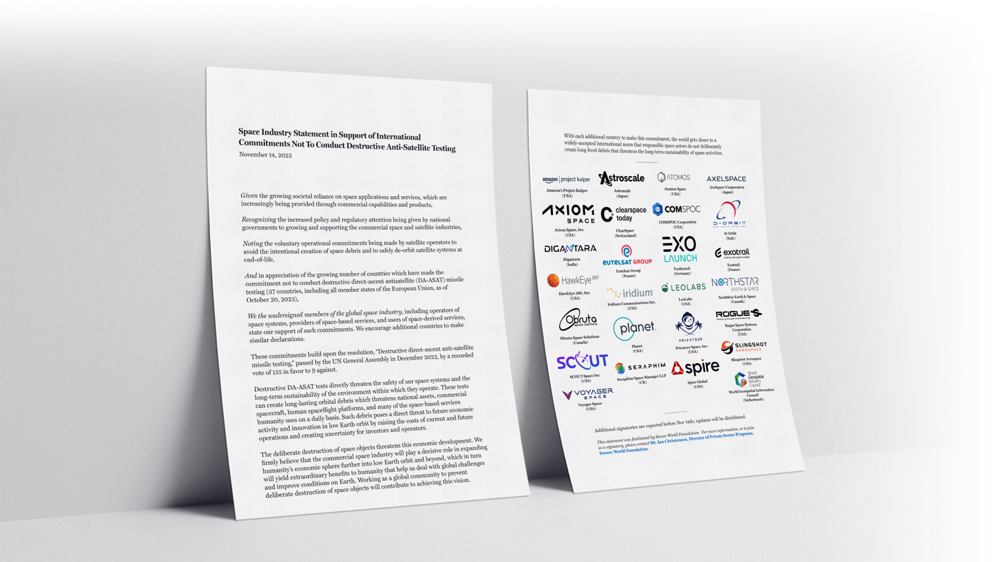 Space Industry Statement in Support of International
Commitments Not To Conduct Destructive Anti-Satellite Testing
November 14, 2023
Given the growing societal reliance on space applications and services, which are
increasingly being provided through commercial capabilities and products,
Recognizing the increased policy and regulatory attention being given by national
governments to growing and supporting the commercial space and satellite industries,
Noting the voluntary operational commitments being made by satellite operators to
avoid the intentional creation of space debris and to safely de-orbit satellite systems at
end-of-life,
And in appreciation of the growing number of countries which have made the
commitment not to conduct destructive direct-ascent antisatellite (DA-ASAT) missile
testing (37 countries, including all member states of the European Union, as of
October 20, 2023),
We the undersigned members of the global space industry, including operators of
space systems, providers of space-based services, and users of space-derived services,
state our support of such commitments. We encourage additional countries to make
similar declarations.
These commitments build upon the resolution, “Destructive direct-ascent anti-satellite
missile testing,” passed by the UN General Assembly in December 2022, by a recorded
vote of 155 in favor to 9 against.
Destructive DA-ASAT tests directly threaten the safety of our space systems and the
long-term sustainability of the environment within which they operate. These tests
can create long-lasting orbital debris which threatens national assets, commercial
spacecraft, human spaceflight platforms, and many of the space-based services
humanity uses on a daily basis. Such debris poses a direct threat to future economic
activity and innovation in low Earth orbit by raising the costs of current and future
operations and creating uncertainty for investors and operators.
The deliberate destruction of space objects threatens this economic development. We
firmly believe that the commercial space industry will play a decisive role in expanding
humanity’s economic sphere further into low Earth orbit and beyond, which in turn
will yield extraordinary benefits to humanity that help us deal with global challenges
and improve conditions on Earth. Working as a global community to prevent
deliberate destruction of space objects will contribute to achieving this vision.
With each additional country to make this commitment, the world gets closer to a
widely-accepted international norm that responsible space actors do not deliberately
create long-lived debris that threatens the long-term sustainability of space activities.
amazon | project kuiper
Amazon's Project Kuiper
(USA)
Astroscale
Astroscale
(Japan)
ATOMOS
Atomos Space
(USA)
AXELSPACE
Axelspace Corporation
(Japan)
AXIOM
SPACE
Axiom Space, Inc.
(USA)
clearspace
today
ClearSpace
(Switzerland)
COMSPOC
COMSPOC Corporation
(USA)
D-ORBIT
D-Orbit
(Italy)
DIGANTARA
Digantara
(India)
EUTELSAT GROUP
Eutelsat Group
(France)
EXO
LAUNCH
Exolaunch
(Germany)
exotrail
Exotrail
(France)
HawkEye 360
HawkEye 360, Inc.
(USA)
iridium
Iridium Communications Inc.
(USA)
LEOLABS
LeoLabs
(USA)
NORTHSTAR
EARTH & SPACE
NorthStar Earth & Space
(Canada)
Obruta
space solutions
Obruta Space Solutions
(Canada)
planet.
Planet
(USA)
PRIVATEER
Privateer Space, Inc.
(USA)
ROGUE
SPACE SYSTEMS CORPORATION
Rogue Space Systems
Corporation
(USA)
SCOUT
SCOUT Space Inc.
(USA)
SERAPHIM
Seraphim Space Manager LLP
(UK)
spire
Spire Global
(USA)
SLINGSHOT
AEROSPACE
Slingshot Aerospace
(USA)
VOYAGER
SPACE
Voyager Space
(USA)
World
Geospatial
Industry
Council
World Geospatial Information
Council
(Netherlands)
Additional signatories are expected before Nov 14th; updates will be distributed.
This statement was facilitated by Secure World Foundation. For more information, or to join
as a signatory, please contact Mr. Ian Christensen, Director of Private Sector Programs,
Secure World Foundation.